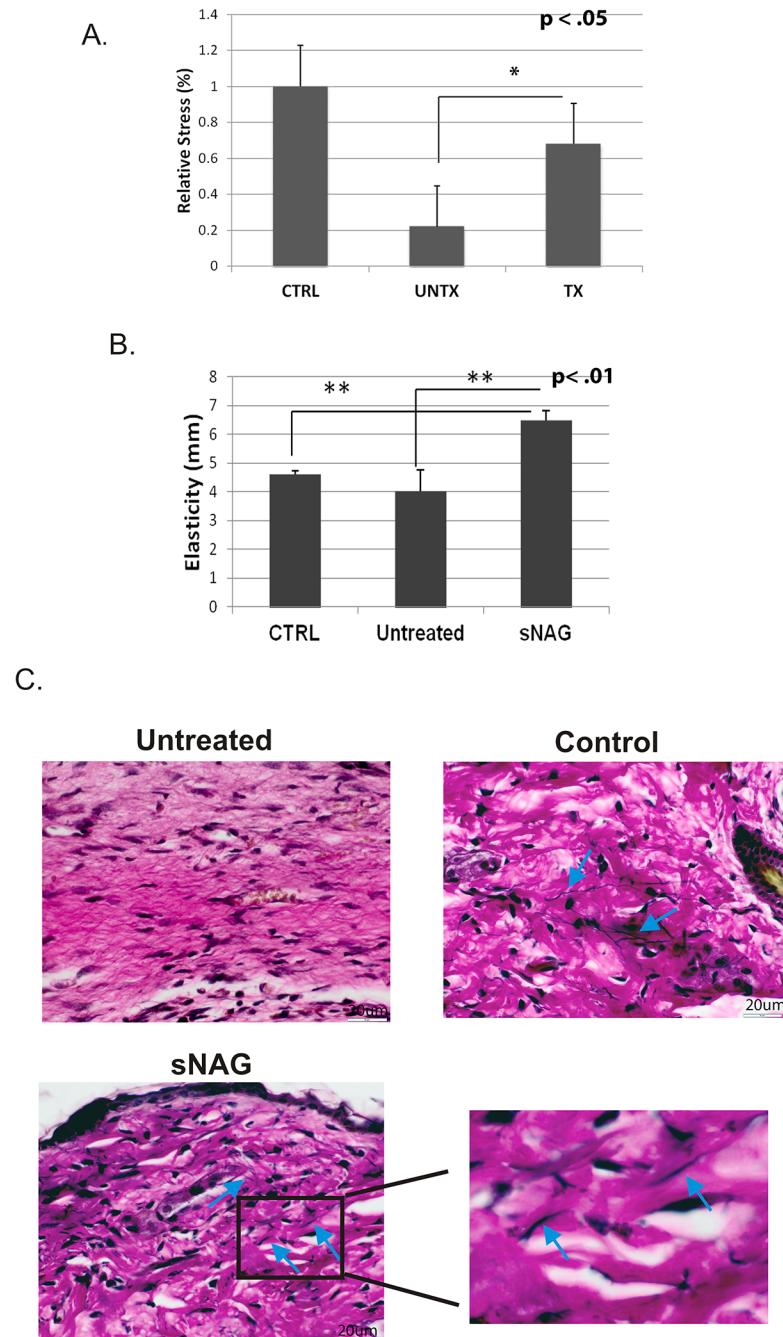 A.
p < .05
1.4
1.2
1
0.8
0.6
0.4
0.2
0
Relative Stress (%)
*
CTRL UNTX TX
B.
p< .01
8
7
6
5
4
3
2
1
0
Elasticity (mm)
** **
CTRL Untreated sNAG
C.
Untreated Control
20um
sNAG
20um